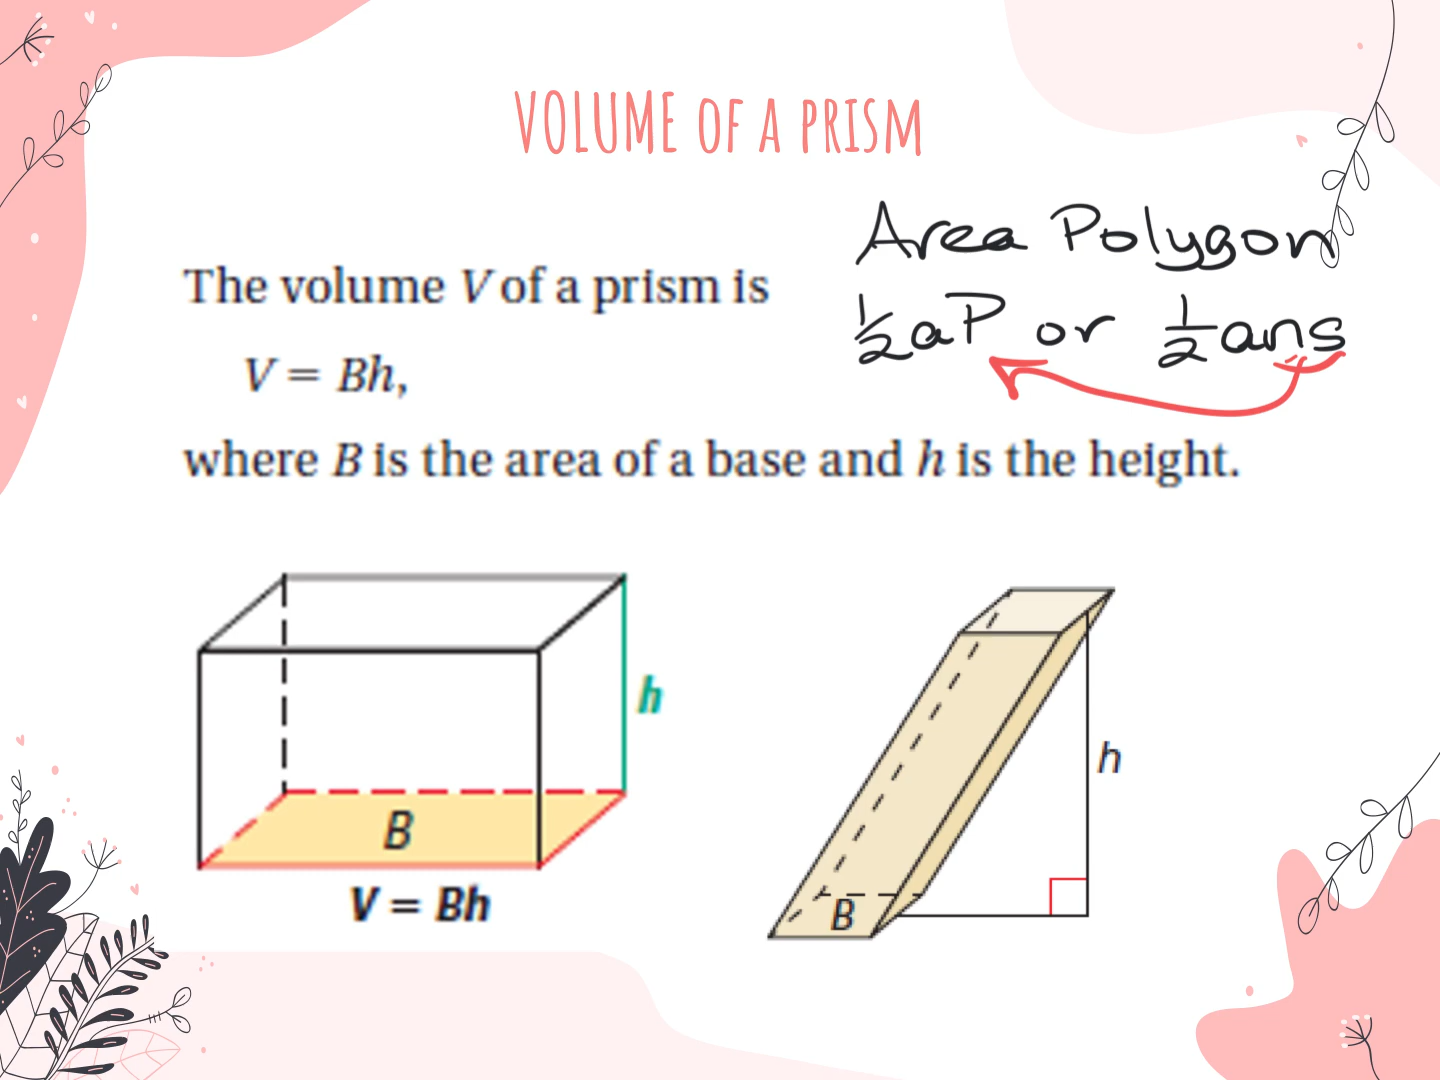 VOLUME OF A PRISM
Area Polygon
The volume V of a prism is
½aP or ½ans
V = Bh,
where B is the area of a base and h is the height.
h
B
V = Bh
h
B